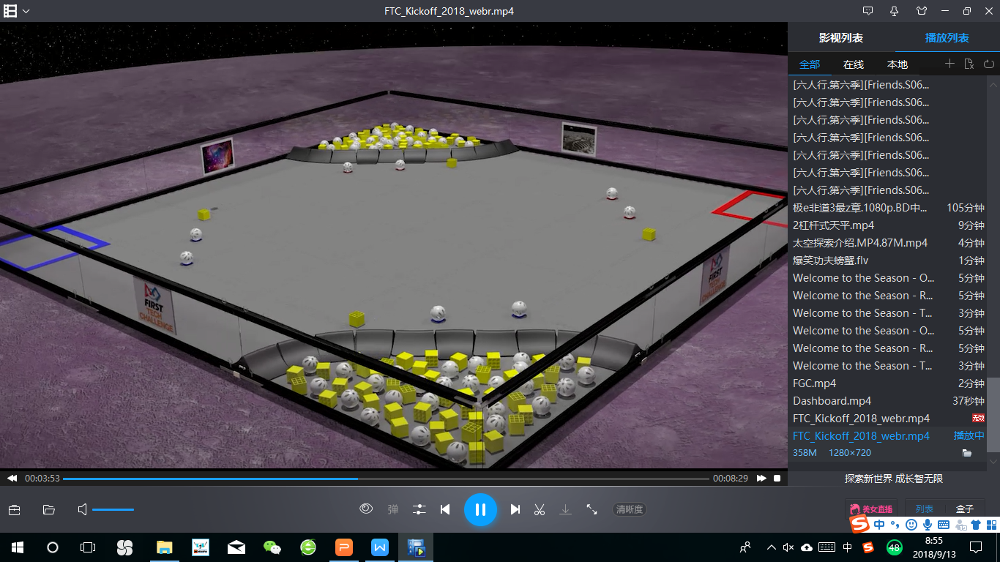 FTC_Kickoff_2018_webr.mp4
影视列表
播放列表
全部
在线
本地
[六人行.第六季][Friends.S06...
[六人行.第六季][Friends.S06...
[六人行.第六季][Friends.S06...
[六人行.第六季][Friends.S06...
[六人行.第六季][Friends.S06...
[六人行.第六季][Friends.S06...
[六人行.第六季][Friends.S06...
极e非道3最z章.1080p.BD中... 105分钟
2杠杆式天平.mp4 9分钟
太空探索介绍.MP4.87M.mp4 4分钟
爆笑功夫螃蟹.flv 1分钟
Welcome to the Season - O... 5分钟
Welcome to the Season - R... 5分钟
Welcome to the Season - T... 3分钟
Welcome to the Season - O... 5分钟
Welcome to the Season - R... 5分钟
Welcome to the Season - T... 3分钟
FGC.mp4 2分钟
Dashboard.mp4 37秒钟
FTC_Kickoff_2018_webr.mp4 无效
FTC_Kickoff_2018_webr.mp4 播放中
358M 1280×720
FIRST
TECH
CHALLENGE
FIRST
TECH
CHALLENGE
00:03:53
00:08:29
探索新世界 成长智无限
弹
清晰度
美女直播
列表
盒子
S 中
中
S
48
8:55
2018/9/13